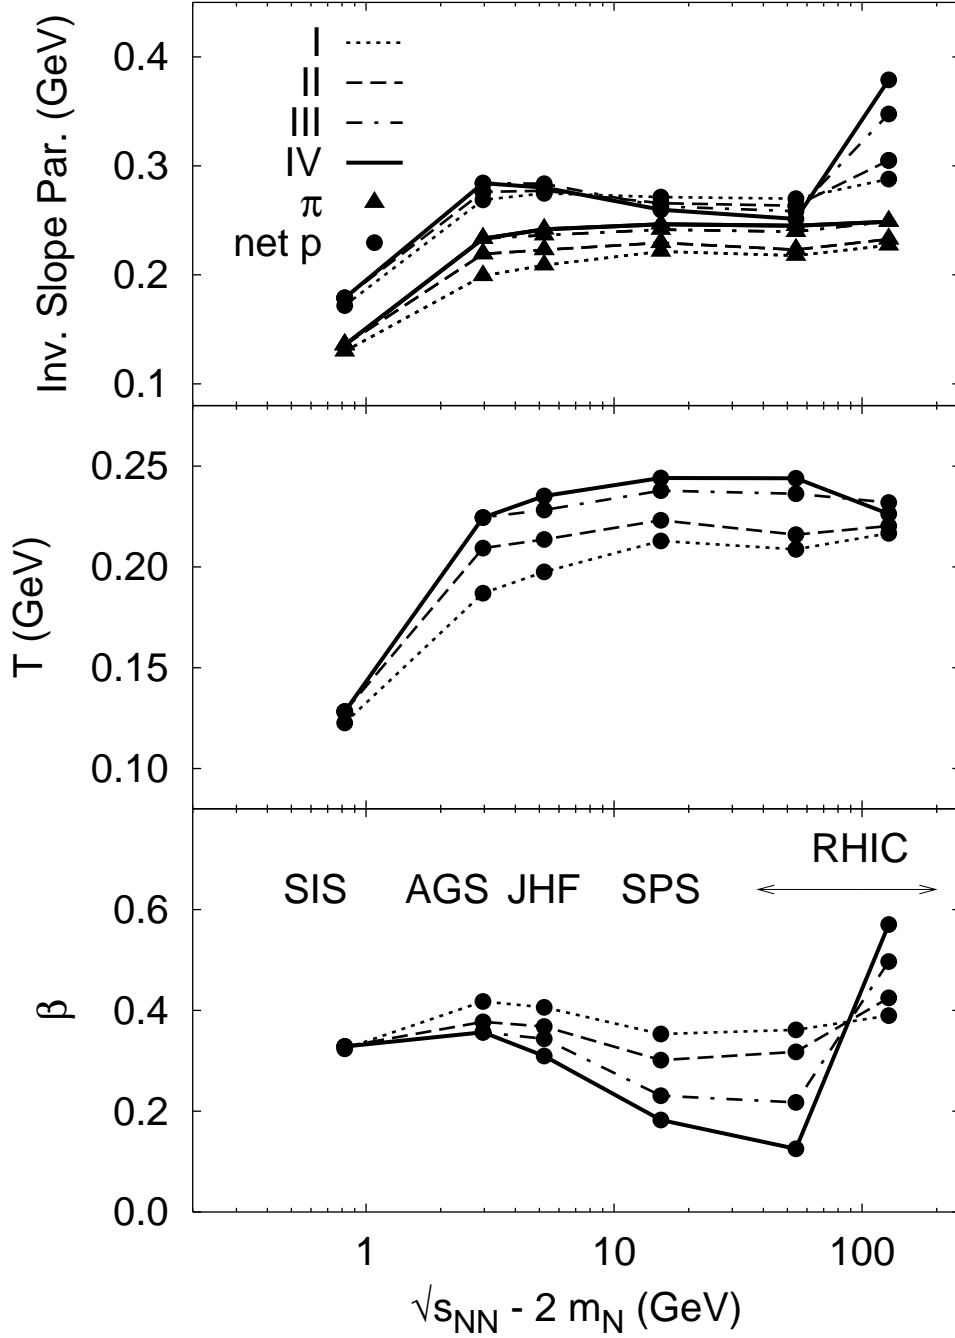 Inv. Slope Par. (GeV)
0.4
0.3
0.2
0.1
I
II
III
IV
π
net p
T (GeV)
0.25
0.20
0.15
0.10
β
0.6
0.4
0.2
0.0
SIS
AGS
JHF
SPS
RHIC
1
10
100
√sNN - 2 mN (GeV)